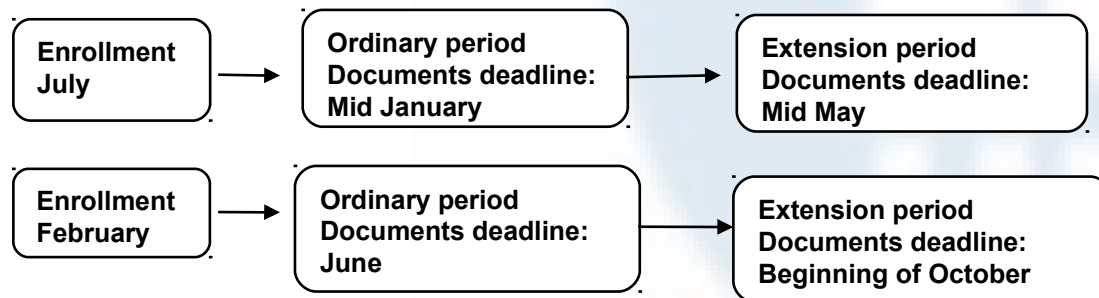 Enrollment
July
Ordinary period
Documents deadline:
Mid January
Extension period
Documents deadline:
Mid May
Enrollment
February
Ordinary period
Documents deadline:
June
Extension period
Documents deadline:
Beginning of October